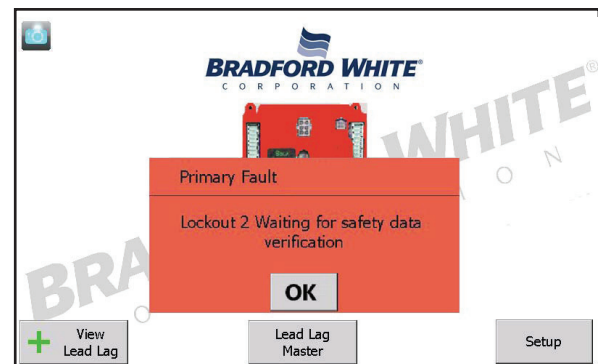 BRADFORD WHITE®
CORPORATION
Primary Fault
Lockout 2 Waiting for safety data
verification
OK
View
Lead Lag
Lead Lag
Master
Setup